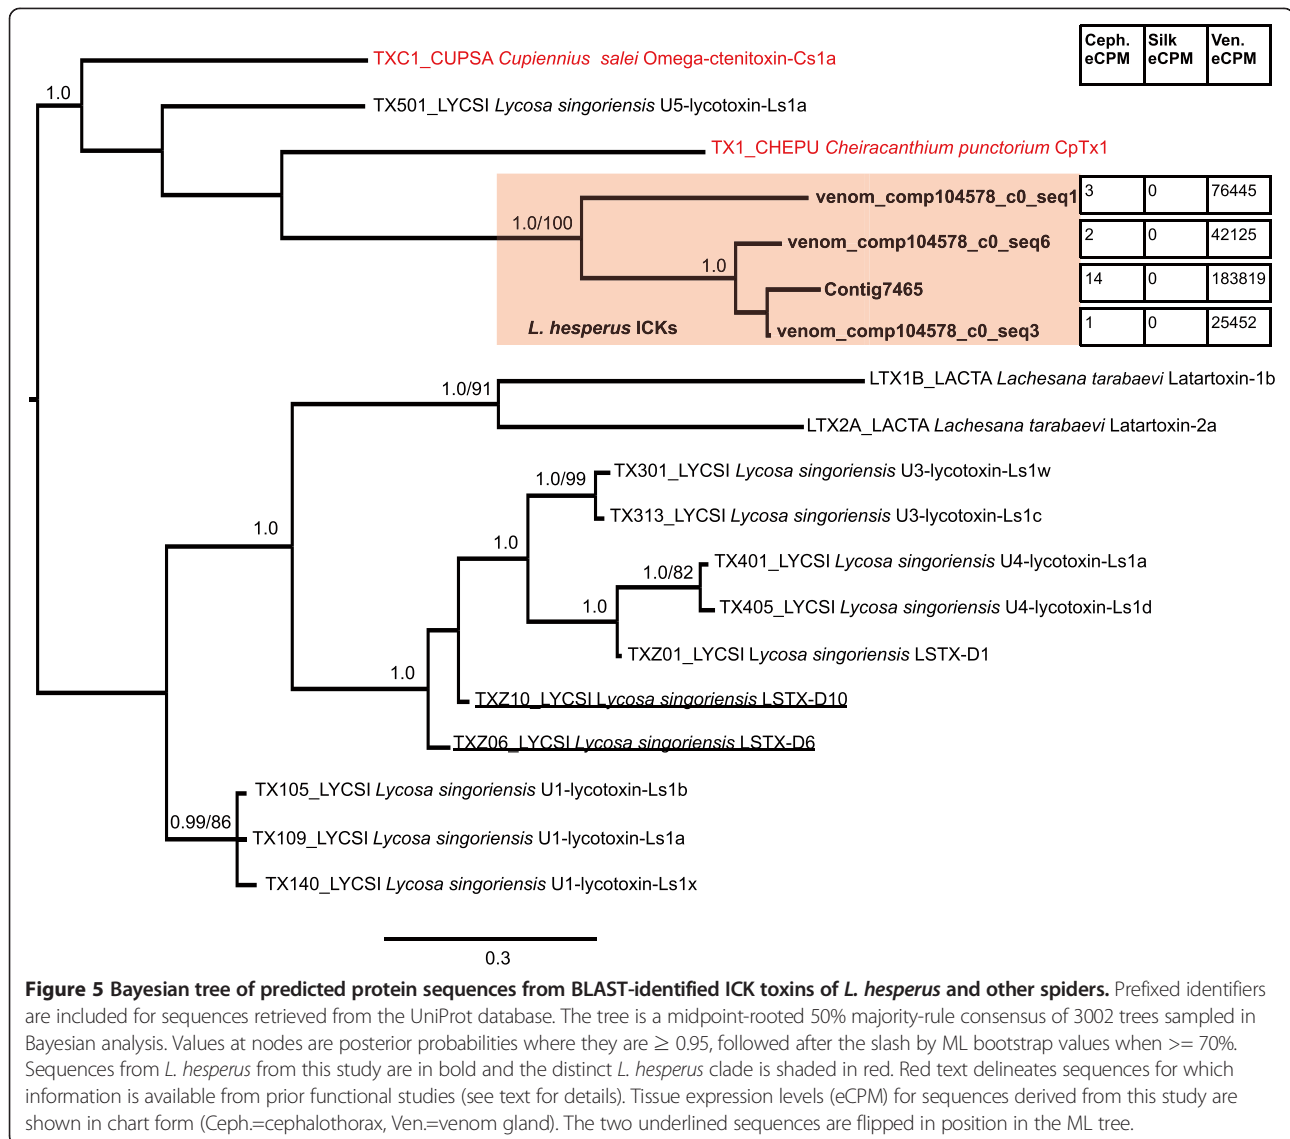 Ceph. eCPM Silk eCPM Ven. eCPM
TXC1_CUPSA Cupiennius salei Omega-ctenitoxin-Cs1a
1.0
TX501_LYCSI Lycosa singoriensis U5-lycotoxin-Ls1a
TX1_CHEPU Cheiracanthium punctorium CpTx1
venom_comp104578_c0_seq1 3 0 76445
1.0/100
venom_comp104578_c0_seq6 2 0 42125
1.0
Contig7465 14 0 183819
L. hesperus ICKs
venom_comp104578_c0_seq3 1 0 25452
LTX1B_LACTA Lachesana tarabaevi Latartoxin-1b
1.0/91
LTX2A_LACTA Lachesana tarabaevi Latartoxin-2a
TX301_LYCSI Lycosa singoriensis U3-lycotoxin-Ls1w
1.0/99
TX313_LYCSI Lycosa singoriensis U3-lycotoxin-Ls1c
1.0
1.0
TX401_LYCSI Lycosa singoriensis U4-lycotoxin-Ls1a
1.0/82
TX405_LYCSI Lycosa singoriensis U4-lycotoxin-Ls1d
1.0
TXZ01_LYCSI Lycosa singoriensis LSTX-D1
1.0
TXZ10_LYCSI Lycosa singoriensis LSTX-D10
TXZ06_LYCSI Lycosa singoriensis LSTX-D6
TX105_LYCSI Lycosa singoriensis U1-lycotoxin-Ls1b
0.99/86
TX109_LYCSI Lycosa singoriensis U1-lycotoxin-Ls1a
TX140_LYCSI Lycosa singoriensis U1-lycotoxin-Ls1x
0.3
Figure 5 Bayesian tree of predicted protein sequences from BLAST-identified ICK toxins of L. hesperus and other spiders. Prefixed identifiers
are included for sequences retrieved from the UniProt database. The tree is a midpoint-rooted 50% majority-rule consensus of 3002 trees sampled in
Bayesian analysis. Values at nodes are posterior probabilities where they are ≥ 0.95, followed after the slash by ML bootstrap values when >= 70%.
Sequences from L. hesperus from this study are in bold and the distinct L. hesperus clade is shaded in red. Red text delineates sequences for which
information is available from prior functional studies (see text for details). Tissue expression levels (eCPM) for sequences derived from this study are
shown in chart form (Ceph.=cephalothorax, Ven.=venom gland). The two underlined sequences are flipped in position in the ML tree.